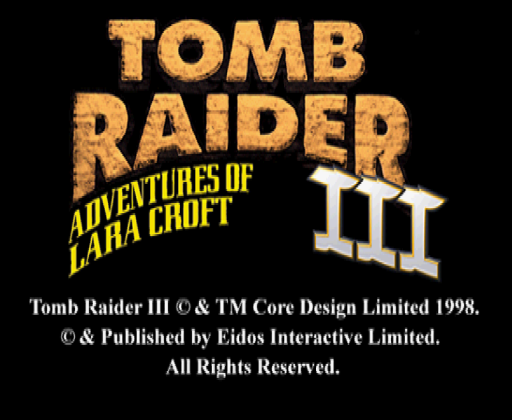 TOMB
RAIDER
III
ADVENTURES OF
LARA CROFT
Tomb Raider III © & TM Core Design Limited 1998.
© & Published by Eidos Interactive Limited.
All Rights Reserved.